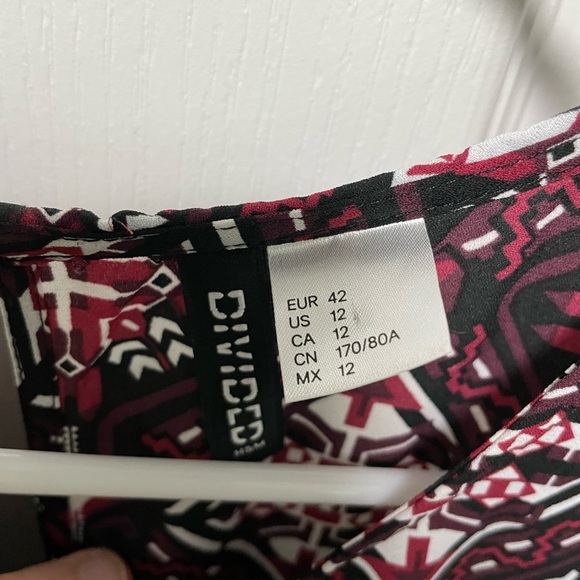 DIVIDED
H&M
EUR 42
US 12
CA 12
CN 170/80A
MX 12